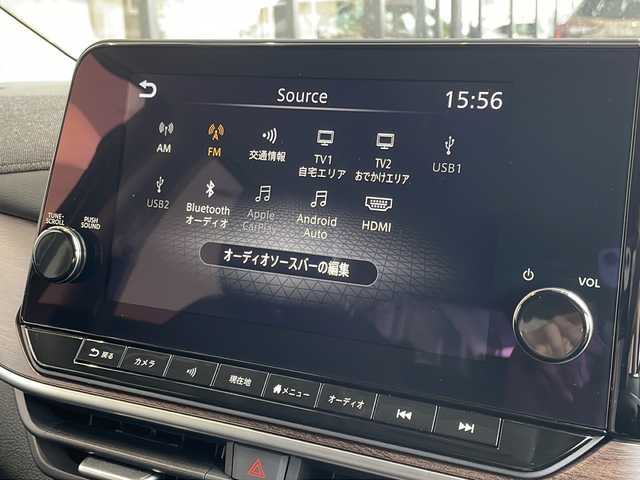 Source
15:56
AM
FM
交通情報
TV1
自宅エリア
TV2
おでかけエリア
USB1
USB2
Bluetooth
オーディオ
Apple
CarPlay
Android
Auto
HDMI
オーディオソースバーの編集
TUNE-
SCROLL
PUSH
SOUND
VOL
戻る
カメラ
現在地
メニュー
オーディオ